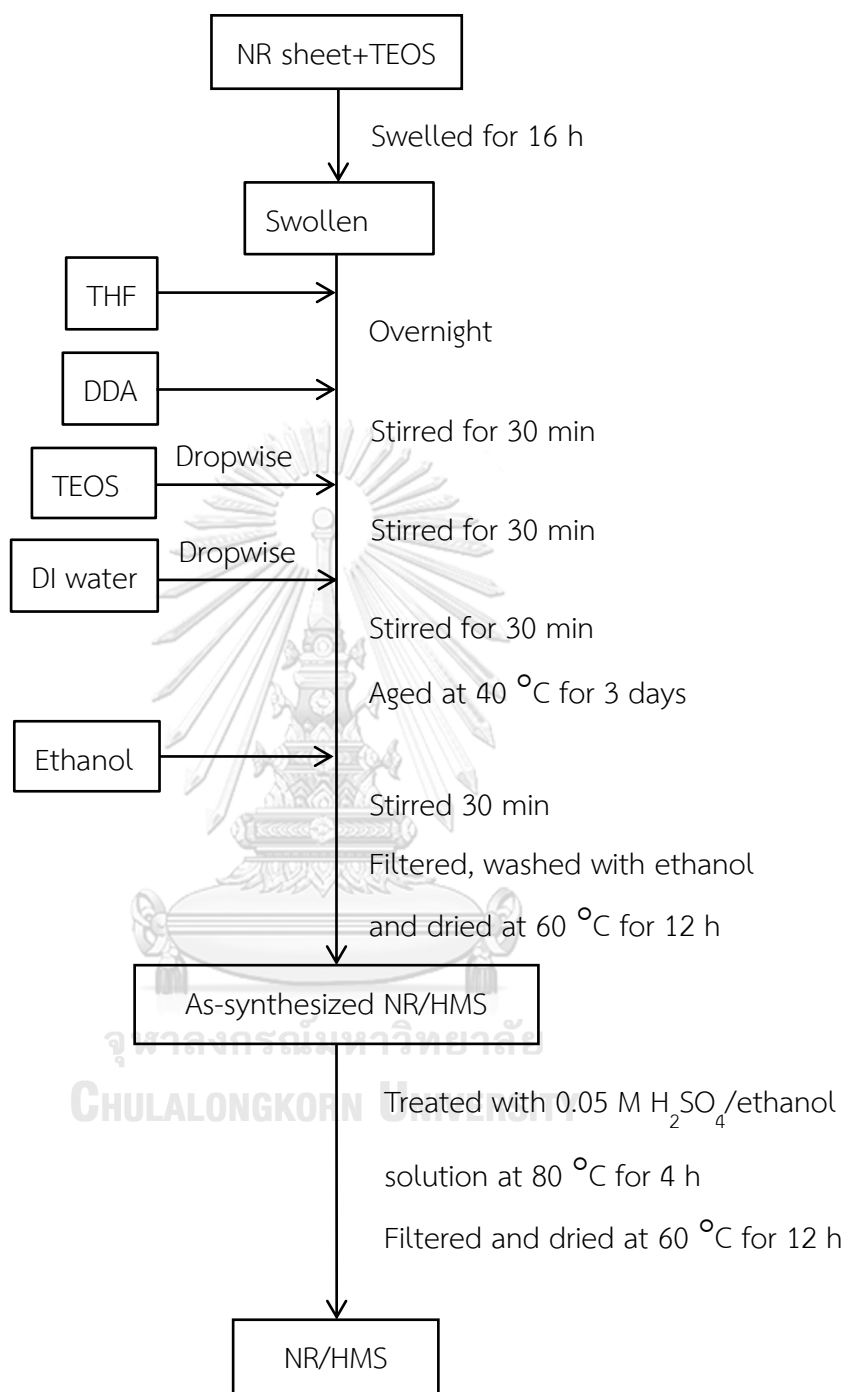 NR sheet+TEOS
Swelled for 16 h
Swollen
THF
Overnight
DDA
Stirred for 30 min
TEOS
Dropwise
Stirred for 30 min
DI water
Dropwise
Stirred for 30 min
Aged at 40 °C for 3 days
Ethanol
Stirred 30 min
Filtered, washed with ethanol
and dried at 60 °C for 12 h
As-synthesized NR/HMS
จุฬาลงกรณ์มหาวิทยาลัย
CHULALONGKORN UNIVERSITY
Treated with 0.05 M H₂SO₄/ethanol
solution at 80 °C for 4 h
Filtered and dried at 60 °C for 12 h
NR/HMS